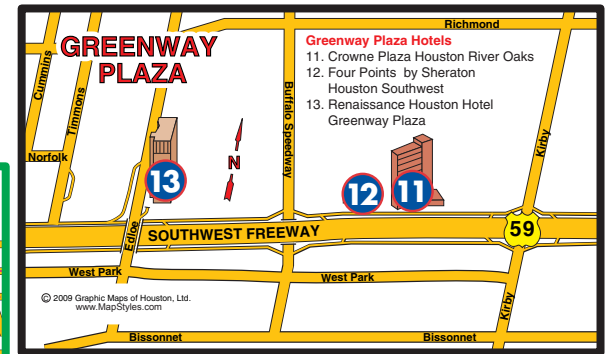 Richmond
GREENWAY
PLAZA
Greenway Plaza Hotels
11. Crowne Plaza Houston River Oaks
12. Four Points by Sheraton
Houston Southwest
13. Renaissance Houston Hotel
Greenway Plaza
Cummins
Timmons
Buffalo Speedway
Kirby
Norfolk
N
13
12
11
Edloe
SOUTHWEST FREEWAY
59
West Park
West Park
Kirby
© 2009 Graphic Maps of Houston, Ltd.
www.MapStyles.com
Bissonnet
Bissonnet